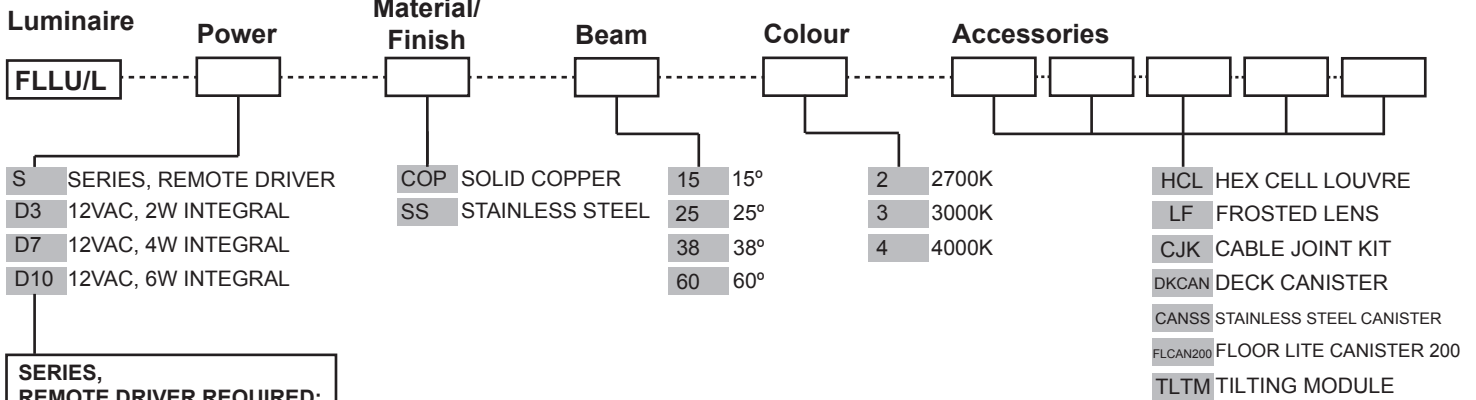 Luminaire
Power
Material/
Finish
Beam
Colour
Accessories
FLLU/L
S SERIES, REMOTE DRIVER
D3 12VAC, 2W INTEGRAL
D7 12VAC, 4W INTEGRAL
D10 12VAC, 6W INTEGRAL
COP SOLID COPPER
SS STAINLESS STEEL
15 15º
25 25º
38 38º
60 60º
2 2700K
3 3000K
4 4000K
HCL HEX CELL LOUVRE
LF FROSTED LENS
CJK CABLE JOINT KIT
DKCAN DECK CANISTER
CANSS STAINLESS STEEL CANISTER
FLCAN200 FLOOR LITE CANISTER 200
TLTM TILTING MODULE
SERIES,
REMOTE DRIVER REQUIRED: